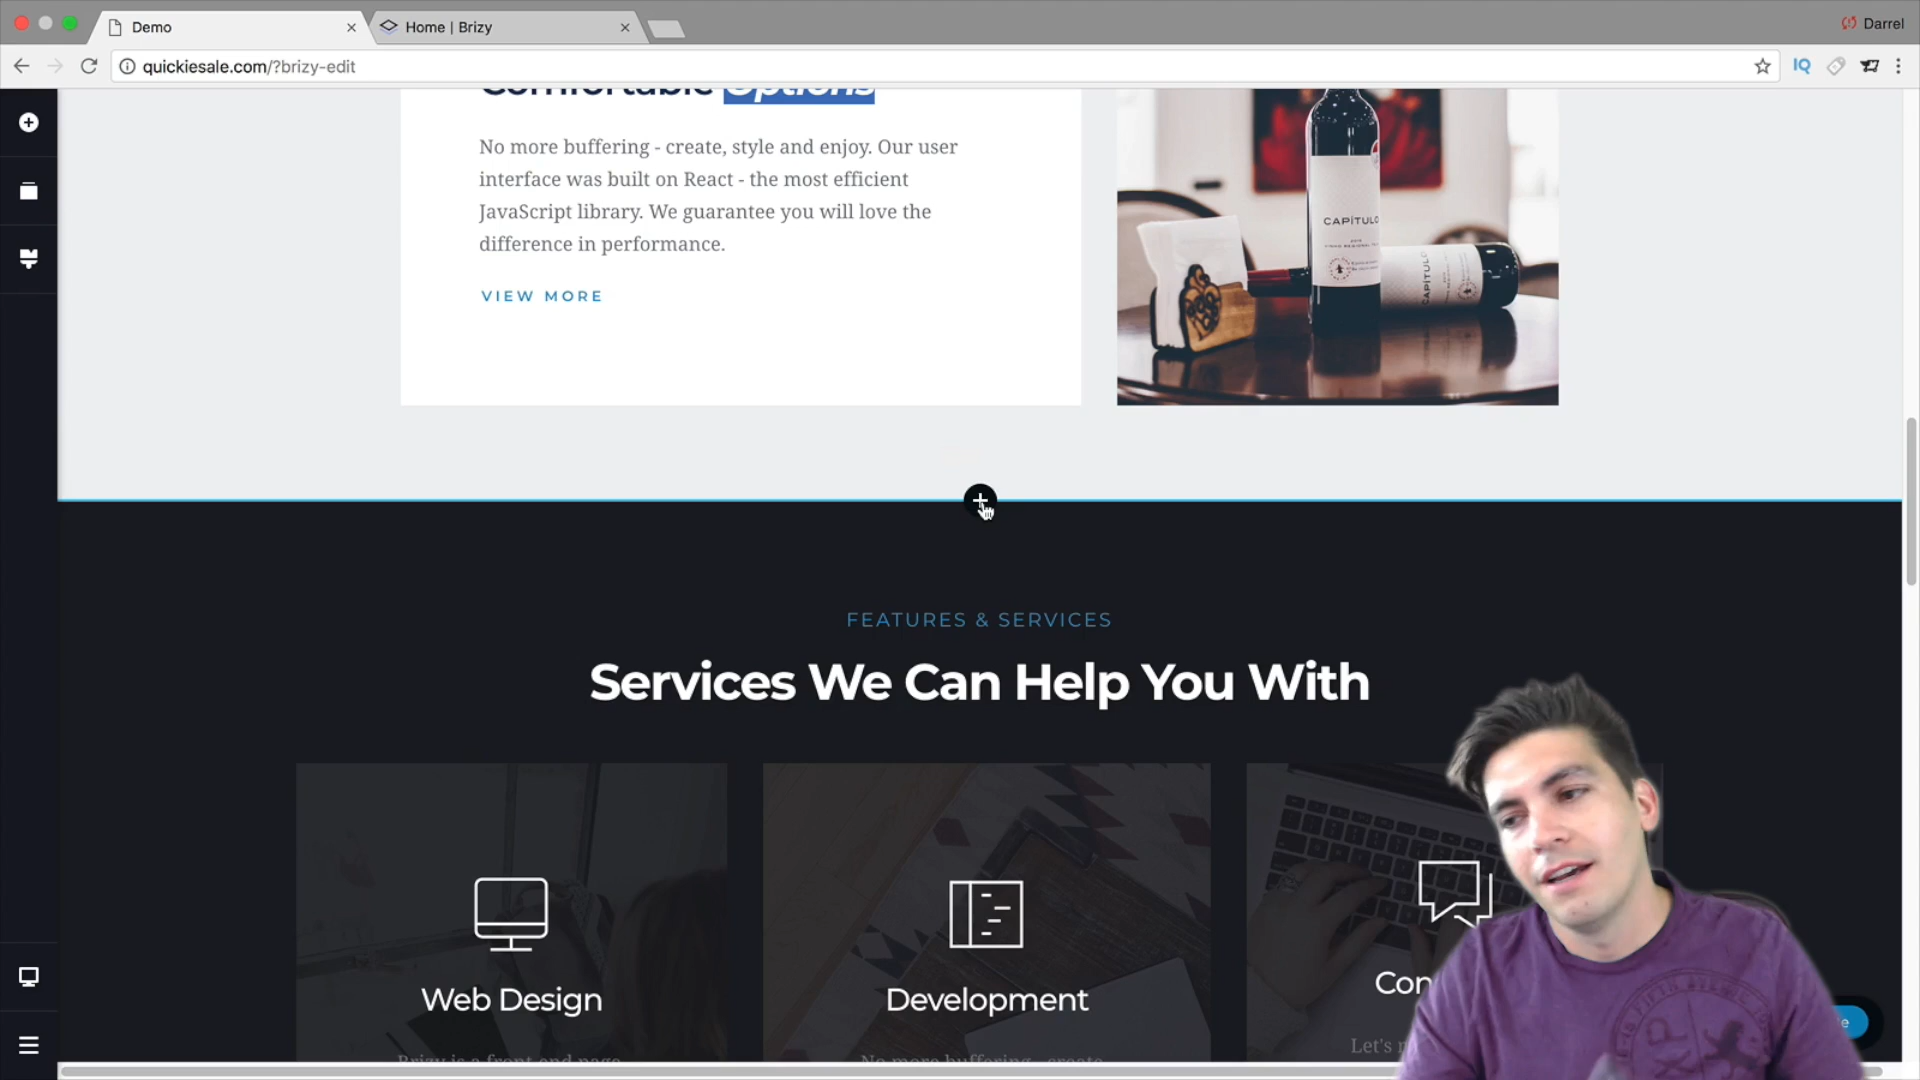 Demo
Home | Brizy
Darrel
quickiesale.com/?brizy-edit
IQ
Comfortable Options
No more buffering - create, style and enjoy. Our user
interface was built on React - the most efficient
JavaScript library. We guarantee you will love the
difference in performance.
VIEW MORE
CAPÍTULO
CAPÍTULO
FEATURES & SERVICES
Services We Can Help You With
Web Design
Development
Con
Brizy is a front-end page
No more buffering - create
Let's